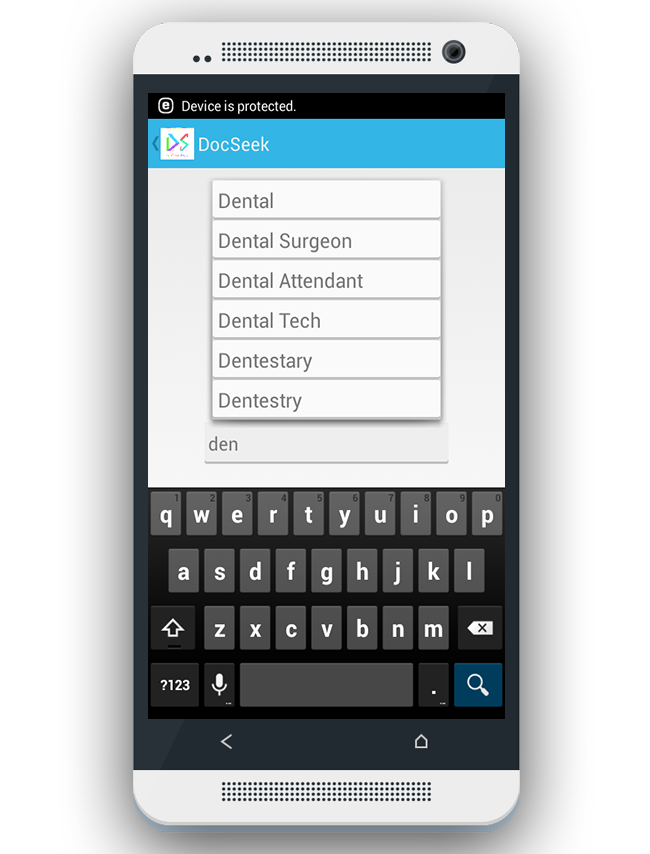 Device is protected.
DocSeek
Dental
Dental Surgeon
Dental Attendant
Dental Tech
Dentestary
Dentestry
den
1 2 3 4 5 6 7 8 9 0
q w e r t y u i o p
a s d f g h j k l
z x c v b n m
?123 ... . ...